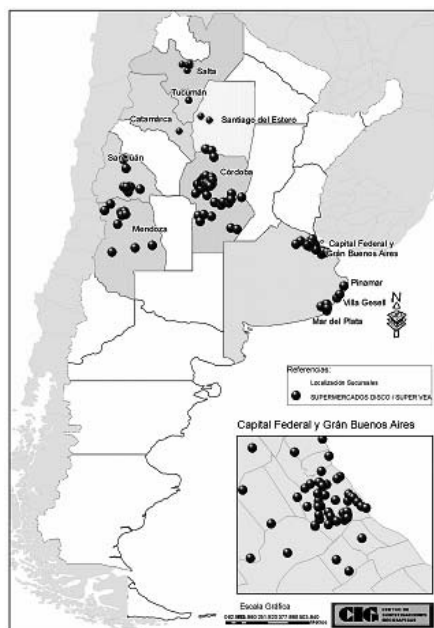 Salta
Tucumán
Catamarca
Santiago del Estero
San Juan
Córdoba
Mendoza
Capital Federal y
Grán Buenos Aires
Pinamar
Villa Gesell
Mar del Plata
N
Referencias:
Localización Sucursales
SUPERMERCADOS DISCO / SUPER VEA
Capital Federal y Grán Buenos Aires
Escala Gráfica
CIG
CENTRO DE
INVESTIGACIONES
GEOGRAFICAS